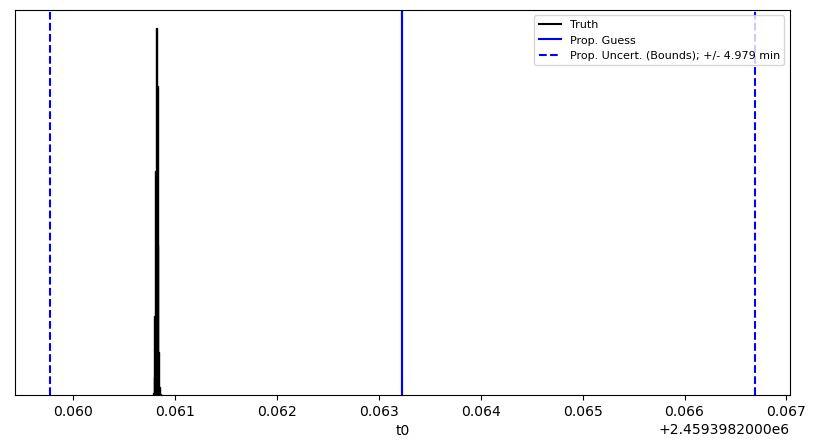 Truth
Prop. Guess
Prop. Uncert. (Bounds); +/- 4.979 min
0.060 0.061 0.062 0.063 0.064 0.065 0.066 0.067
t0
+2.4593982000e6